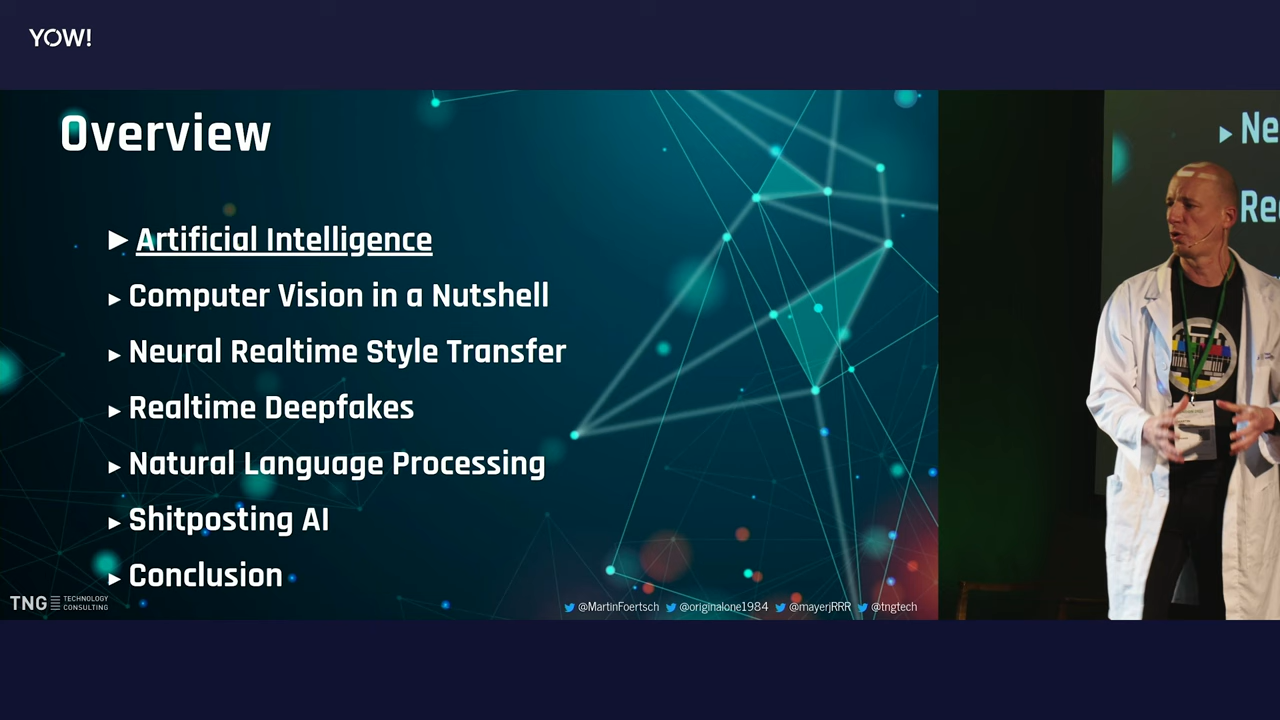 YOW!
Overview
▸ Artificial Intelligence
▸ Computer Vision in a Nutshell
▸ Neural Realtime Style Transfer
▸ Realtime Deepfakes
▸ Natural Language Processing
▸ Shitposting AI
▸ Conclusion
TNG TECHNOLOGY CONSULTING
@MartinFoertsch @originalone1984 @mayerjRRR @tngtech
▸ Ne
Re